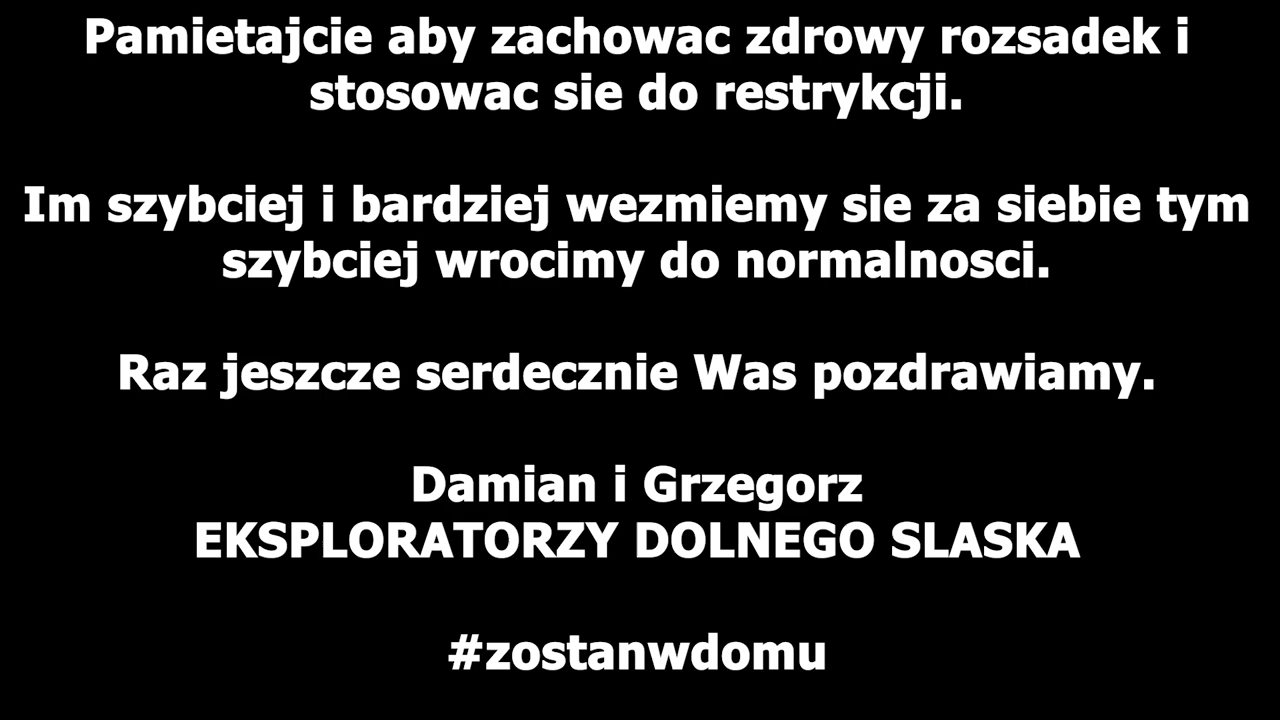 Pamietajcie aby zachowac zdrowy rozsadek i
stosowac sie do restrykcji.
Im szybciej i bardziej wezmiemy sie za siebie tym
szybciej wrocimy do normalnosci.
Raz jeszcze serdecznie Was pozdrawiamy.
Damian i Grzegorz
EKSPLORATORZY DOLNEGO SLASKA
#zostanwdomu